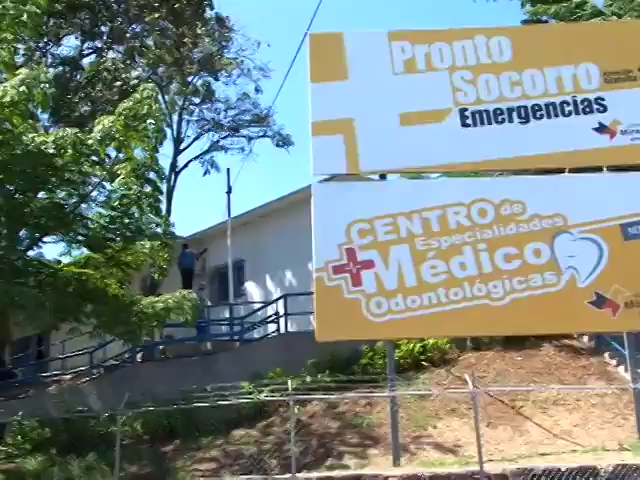 Pronto
Socorro
Emergencias
CENTRO de
Especialidades
Médico
Odontológicas